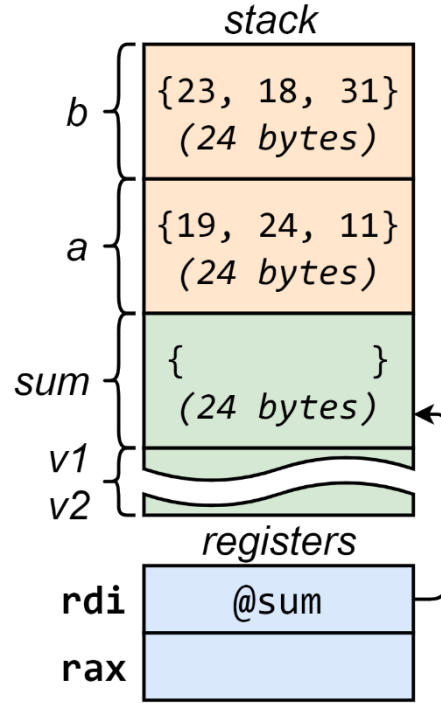 stack
b
{23, 18, 31}
(24 bytes)
a
{19, 24, 11}
(24 bytes)
sum
{ }
(24 bytes)
v1
v2
registers
rdi @sum
rax